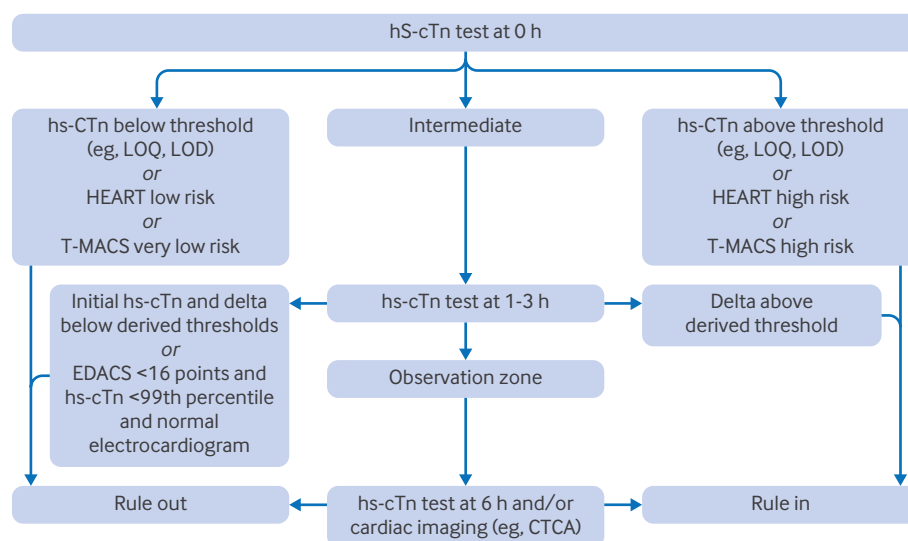 hS-cTn test at 0 h
hs-CTn below threshold
(eg, LOQ, LOD)
or
HEART low risk
or
T-MACS very low risk
Intermediate
hs-CTn above threshold
(eg, LOQ, LOD)
or
HEART high risk
or
T-MACS high risk
Initial hs-cTn and delta
below derived thresholds
or
EDACS <16 points and
hs-cTn <99th percentile
and normal
electrocardiogram
hs-cTn test at 1-3 h
Delta above
derived threshold
Observation zone
Rule out
hs-cTn test at 6 h and/or
cardiac imaging (eg, CTCA)
Rule in